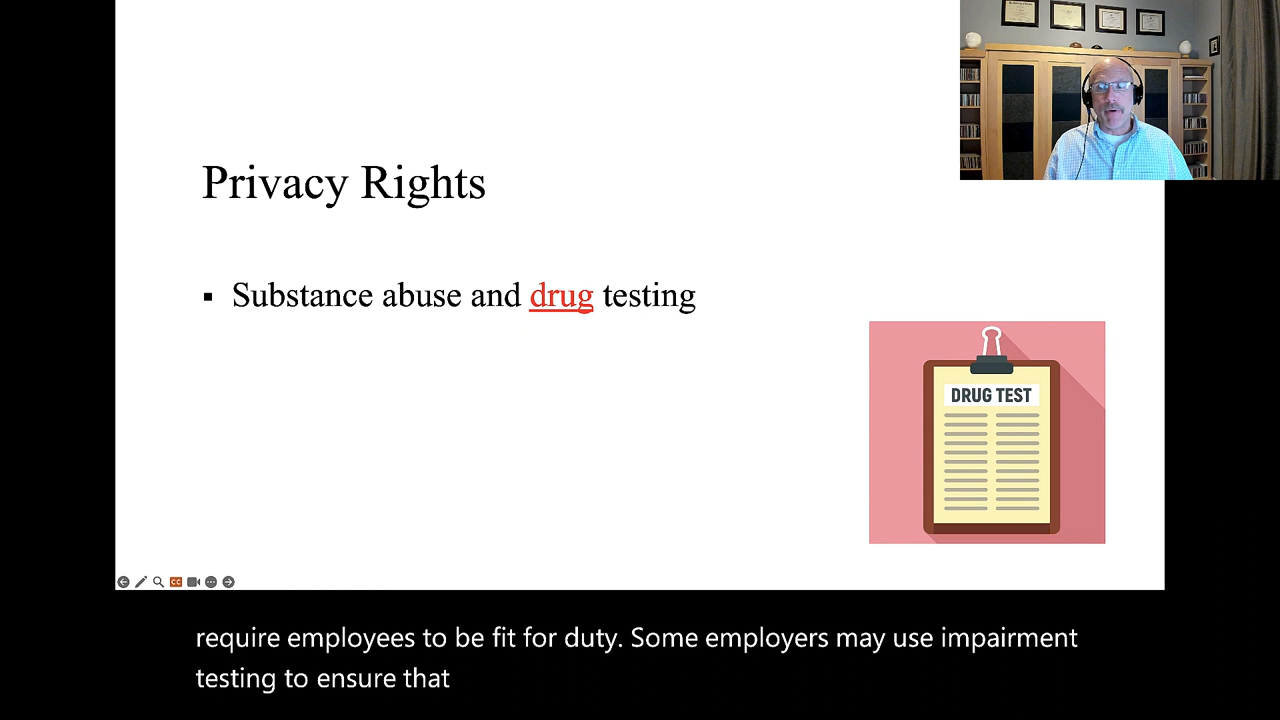 Privacy Rights
▪ Substance abuse and drug testing
DRUG TEST
CC
require employees to be fit for duty. Some employers may use impairment
testing to ensure that